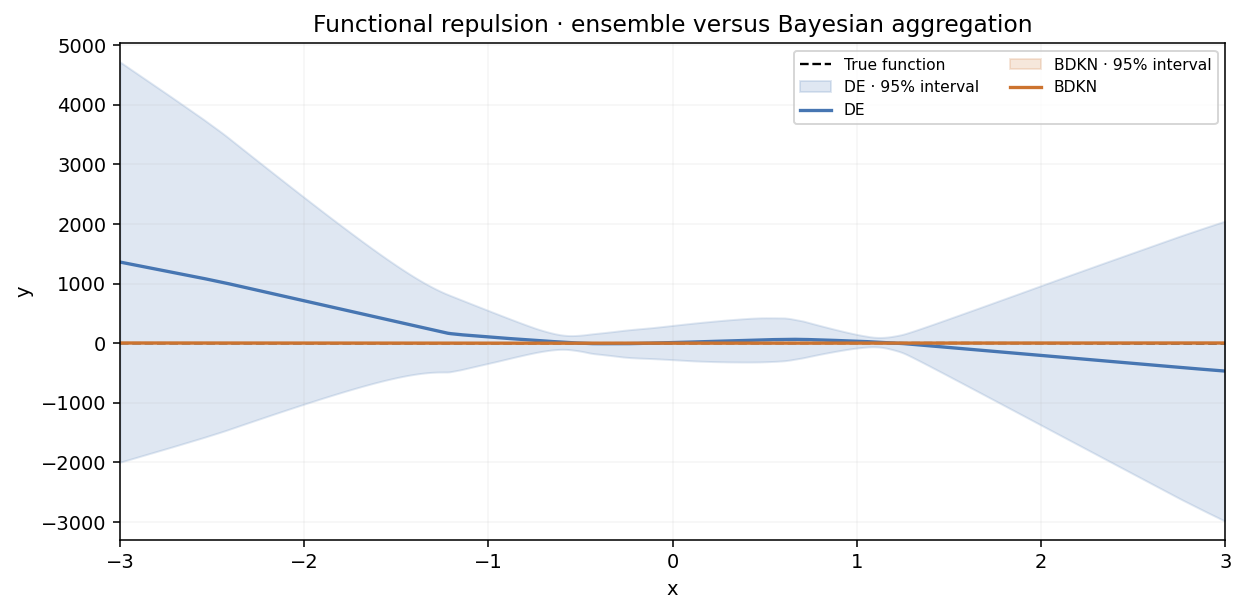 Functional repulsion · ensemble versus Bayesian aggregation
True function
DE · 95% interval
DE
BDKN · 95% interval
BDKN
5000
4000
3000
2000
1000
0
−1000
−2000
−3000
y
−3 −2 −1 0 1 2 3
x